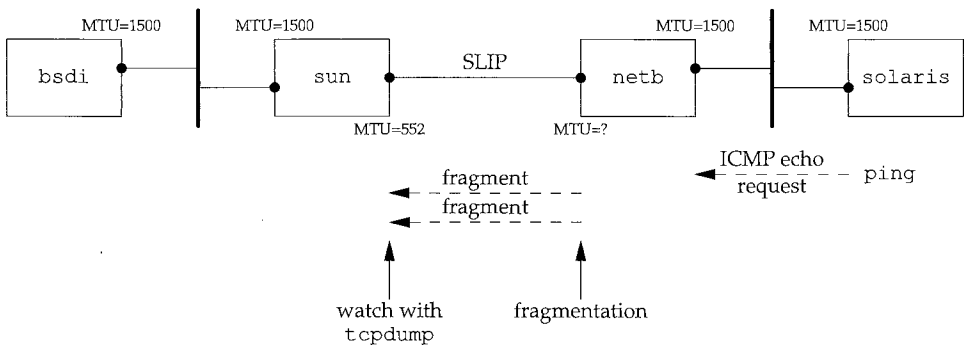 MTU=1500
MTU=1500
MTU=1500
MTU=1500
bsdi
sun
SLIP
netb
solaris
MTU=552
MTU=?
ICMP echo
request
ping
fragment
fragment
watch with
tcpdump
fragmentation